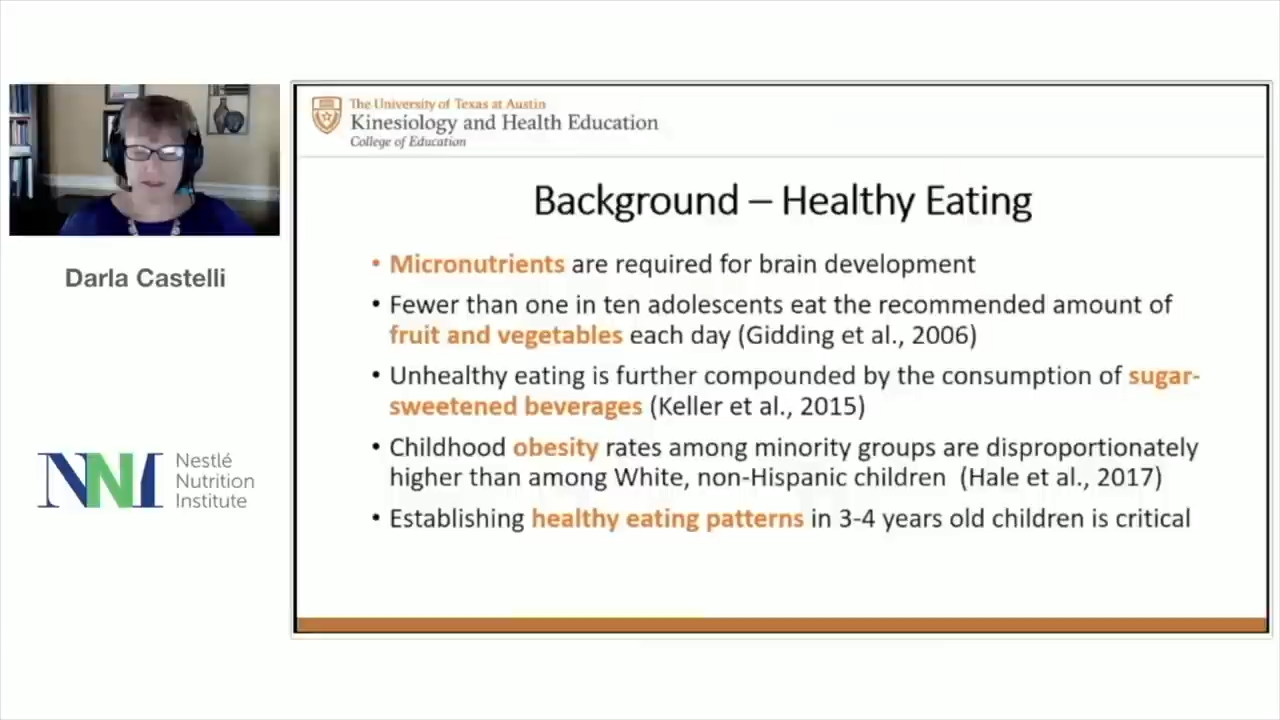 Darla Castelli
NNI
Nestlé
Nutrition
Institute
The University of Texas at Austin
Kinesiology and Health Education
College of Education
Background – Healthy Eating
• Micronutrients are required for brain development
• Fewer than one in ten adolescents eat the recommended amount of
fruit and vegetables each day (Gidding et al., 2006)
• Unhealthy eating is further compounded by the consumption of sugar-
sweetened beverages (Keller et al., 2015)
• Childhood obesity rates among minority groups are disproportionately
higher than among White, non-Hispanic children (Hale et al., 2017)
• Establishing healthy eating patterns in 3-4 years old children is critical